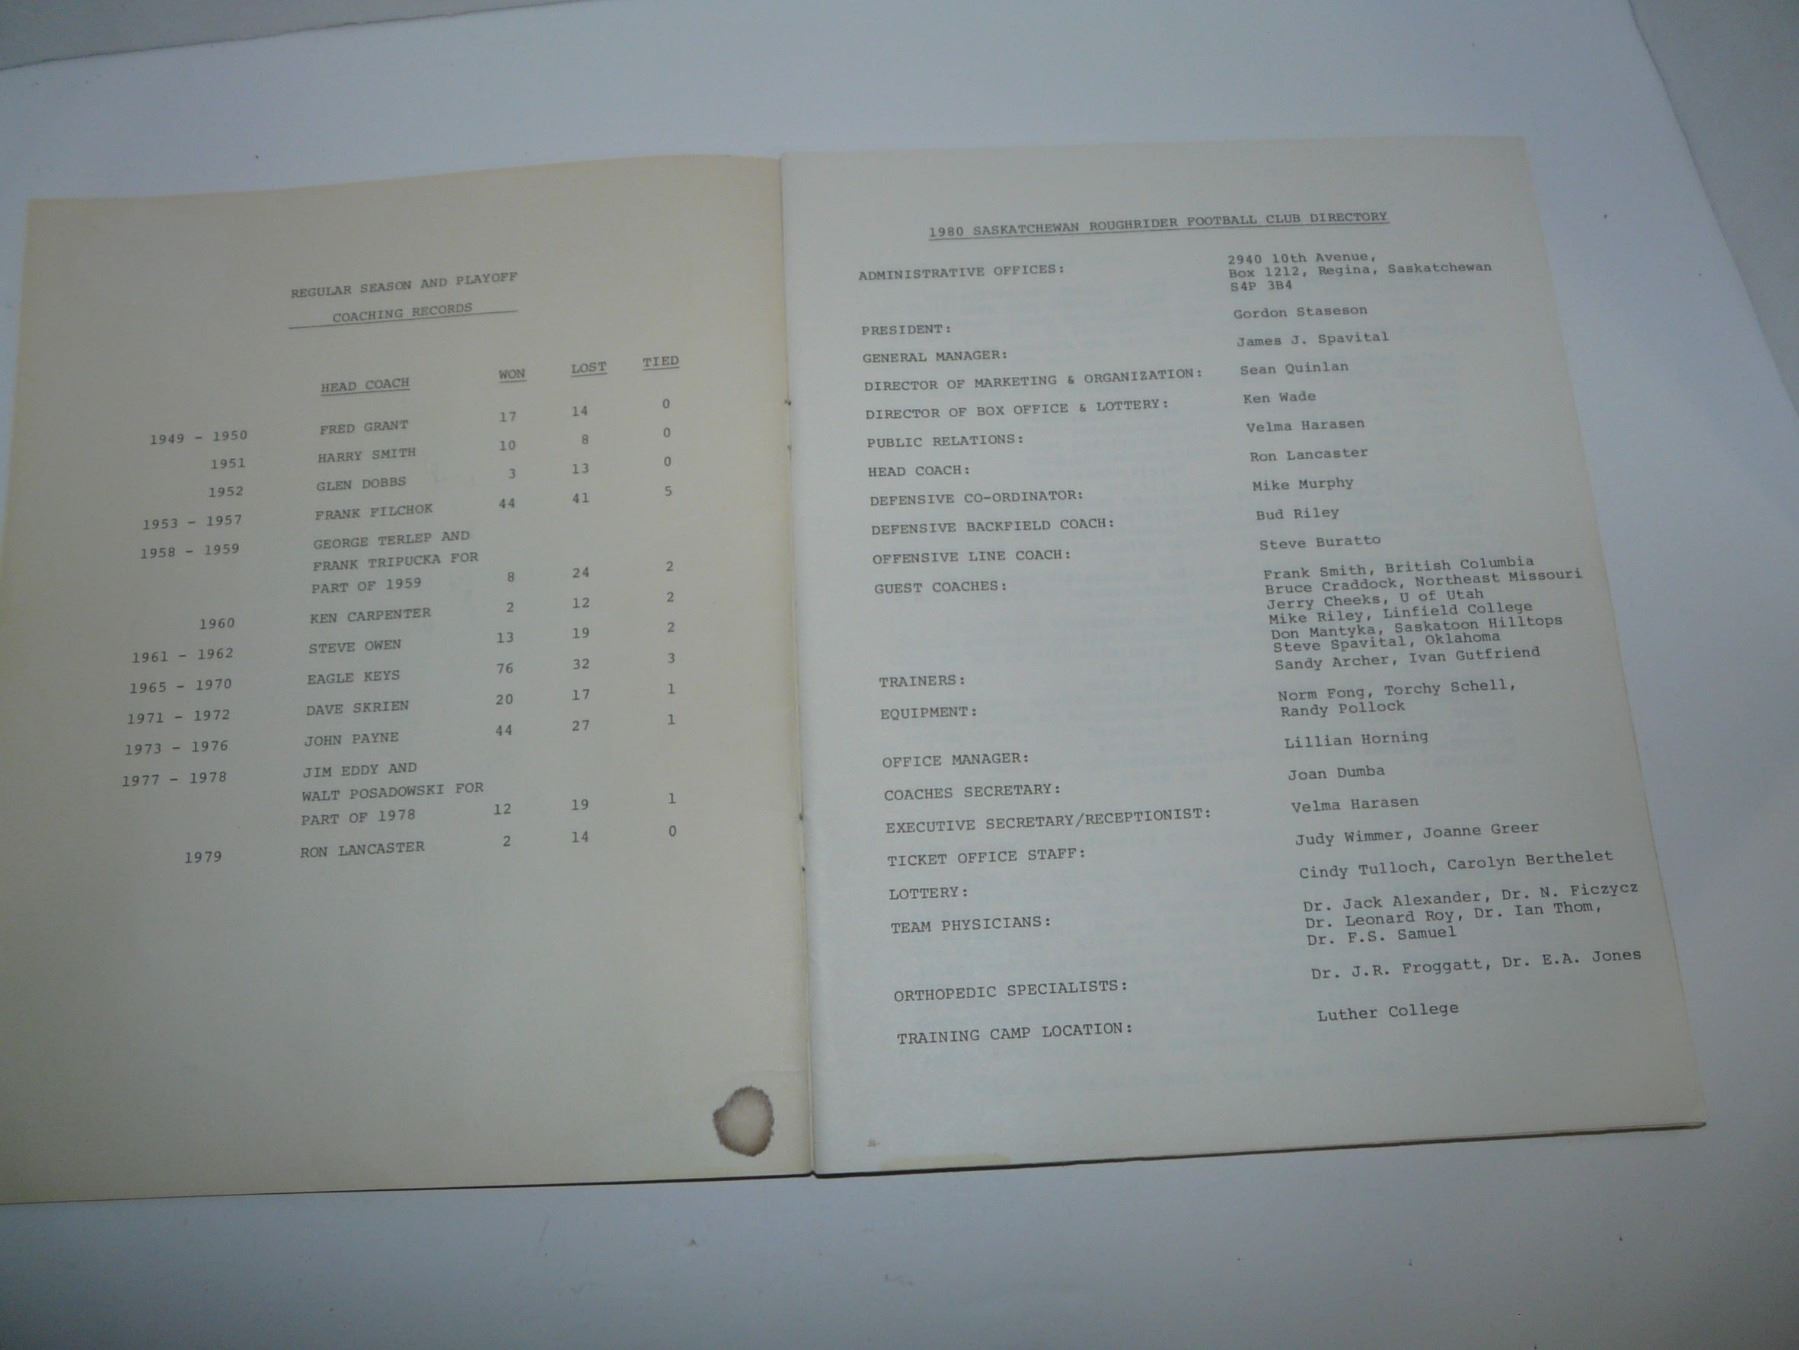 REGULAR SEASON AND PLAYOFF
COACHING RECORDS
HEAD COACH WON LOST TIED
1949 - 1950 FRED GRANT 17 14 0
1951 HARRY SMITH 10 8 0
1952 GLEN DOBBS 3 13 0
1953 - 1957 FRANK FILCHOK 44 41 5
1958 - 1959 GEORGE TERLEP AND
FRANK TRIPUCKA FOR
PART OF 1959 8 24 2
1960 KEN CARPENTER 2 12 2
1961 - 1962 STEVE OWEN 13 19 2
1965 - 1970 EAGLE KEYS 76 32 3
1971 - 1972 DAVE SKRIEN 20 17 1
1973 - 1976 JOHN PAYNE 44 27 1
1977 - 1978 JIM EDDY AND
WALT POSADOWSKI FOR
PART OF 1978 12 19 1
1979 RON LANCASTER 2 14 0
1980 SASKATCHEWAN ROUGHRIDER FOOTBALL CLUB DIRECTORY
ADMINISTRATIVE OFFICES: 2940 10th Avenue,
Box 1212, Regina, Saskatchewan
S4P 3B4
PRESIDENT: Gordon Staseson
GENERAL MANAGER: James J. Spavital
DIRECTOR OF MARKETING & ORGANIZATION: Sean Quinlan
DIRECTOR OF BOX OFFICE & LOTTERY: Ken Wade
PUBLIC RELATIONS: Velma Harasen
HEAD COACH: Ron Lancaster
DEFENSIVE CO-ORDINATOR: Mike Murphy
DEFENSIVE BACKFIELD COACH: Bud Riley
OFFENSIVE LINE COACH: Steve Buratto
GUEST COACHES: Frank Smith, British Columbia
Bruce Craddock, Northeast Missouri
Jerry Cheeks, U of Utah
Mike Riley, Linfield College
Don Mantyka, Saskatoon Hilltops
Steve Spavital, Oklahoma
TRAINERS: Sandy Archer, Ivan Gutfriend
EQUIPMENT: Norm Fong, Torchy Schell,
Randy Pollock
OFFICE MANAGER: Lillian Horning
COACHES SECRETARY: Joan Dumba
EXECUTIVE SECRETARY/RECEPTIONIST: Velma Harasen
TICKET OFFICE STAFF: Judy Wimmer, Joanne Greer
LOTTERY: Cindy Tulloch, Carolyn Berthelet
TEAM PHYSICIANS: Dr. Jack Alexander, Dr. N. Ficzycz
Dr. Leonard Roy, Dr. Ian Thom,
Dr. F.S. Samuel
ORTHOPEDIC SPECIALISTS: Dr. J.R. Froggatt, Dr. E.A. Jones
TRAINING CAMP LOCATION: Luther College